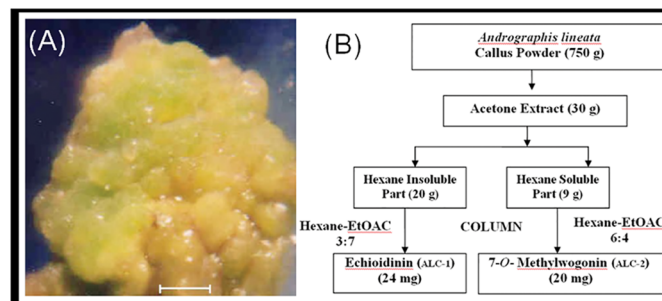 (A)
(B)
Andrographis lineata
Callus Powder (750 g)
Acetone Extract (30 g)
Hexane Insoluble
Part (20 g)
Hexane Soluble
Part (9 g)
Hexane-EtOAC
3:7
COLUMN
Hexane-EtOAC
6:4
Echioidinin (ALC-1)
(24 mg)
7-O- Methylwogonin (ALC-2)
(20 mg)